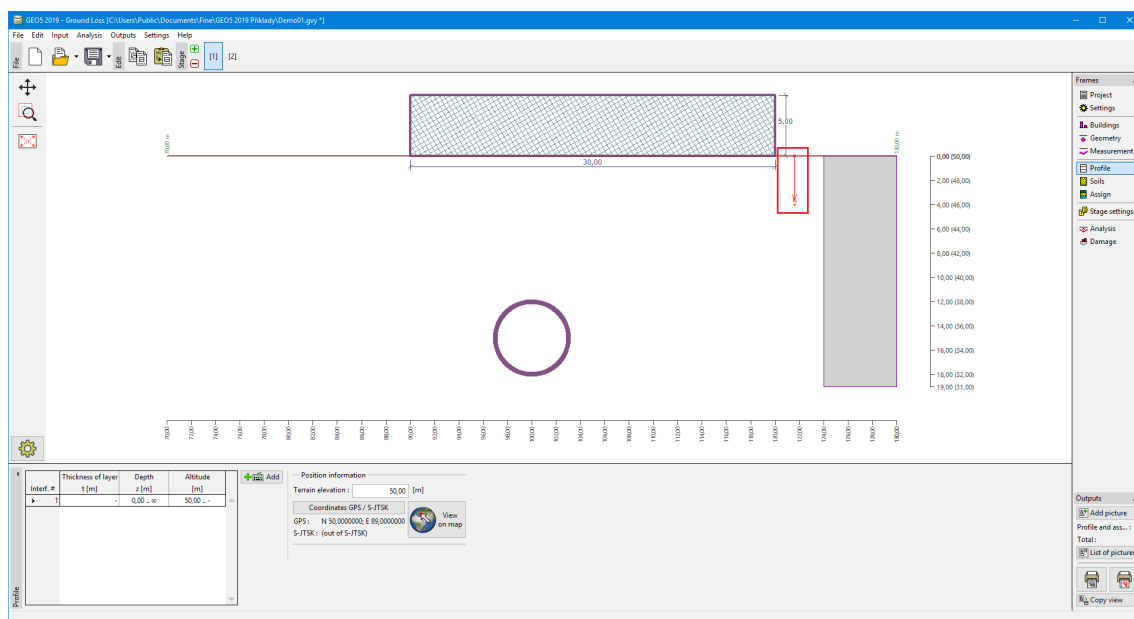 GEO5 2019 - Ground Loss [C:\Users\Public\Documents\Fine\GEO5 2019 Příklady\Demo01.gvy *]
File Edit Input Analysis Outputs Settings Help
File
Edit
Stage
[1] [2]
70,00 m
5,00
30,00
130,00 m
0,00 (50,00)
2,00 (48,00)
4,00 (46,00)
6,00 (44,00)
8,00 (42,00)
10,00 (40,00)
12,00 (38,00)
14,00 (36,00)
16,00 (34,00)
18,00 (32,00)
19,00 (31,00)
70,00 72,00 74,00 76,00 78,00 80,00 82,00 84,00 86,00 88,00 90,00 92,00 94,00 96,00 98,00 100,00 102,00 104,00 106,00 108,00 110,00 112,00 114,00 116,00 118,00 120,00 122,00 124,00 126,00 128,00 130,00
Frames
Project
Settings
Buildings
Geometry
Measurement
Profile
Soils
Assign
Stage settings
Analysis
Damage
Profile
Interf. # Thickness of layer t [m] Depth z [m] Altitude [m]
1 - 0,00 .. ∞ 50,00 .. -
Add
Position information
Terrain elevation : 50,00 [m]
Coordinates GPS / S-JTSK
GPS : N 50,0000000; E 89,0000000
S-JTSK : (out of S-JTSK)
View on map
Outputs
Add picture
Profile and ass... :
Total :
List of pictures
Copy view